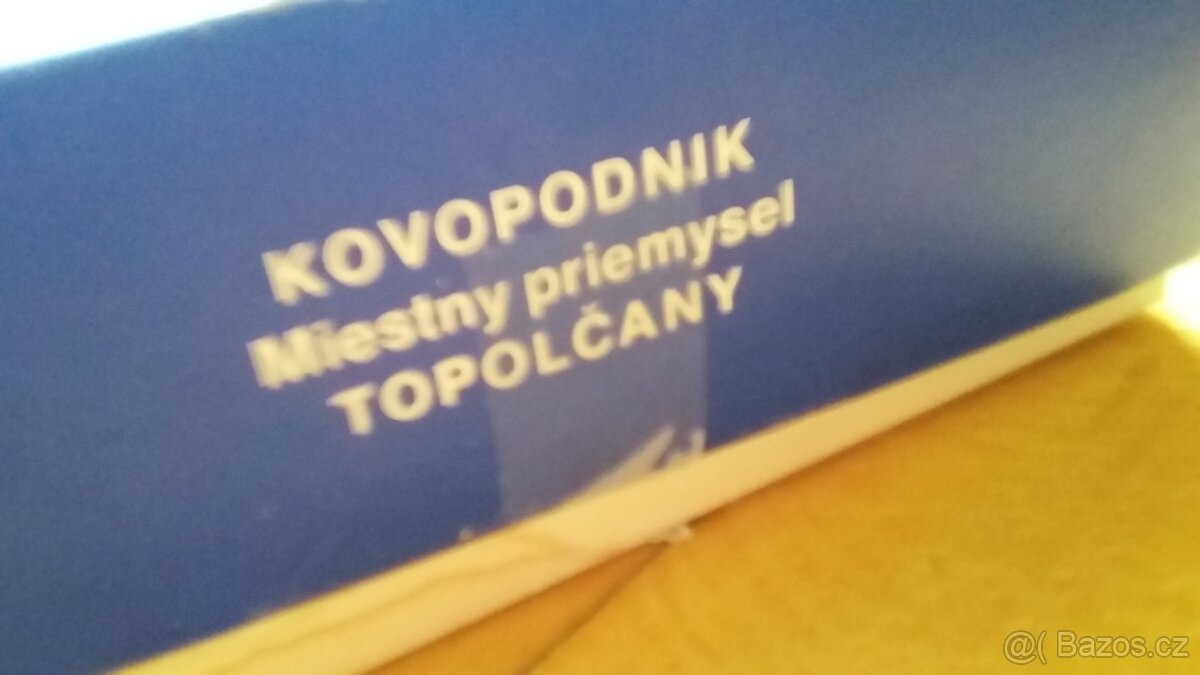 KOVOPODNIK
Miestny priemysel
TOPOLČANY
@( Bazos.cz